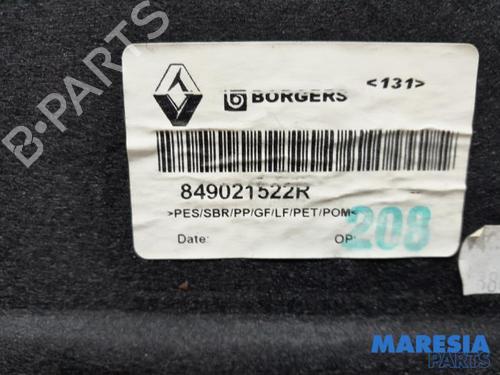 BORGERS
<131>
849021522R
>PES/SBR/PP/GF/LF/PET/POM<
Date:
OP:
208
B-PARTS
MARESIA
PARTS